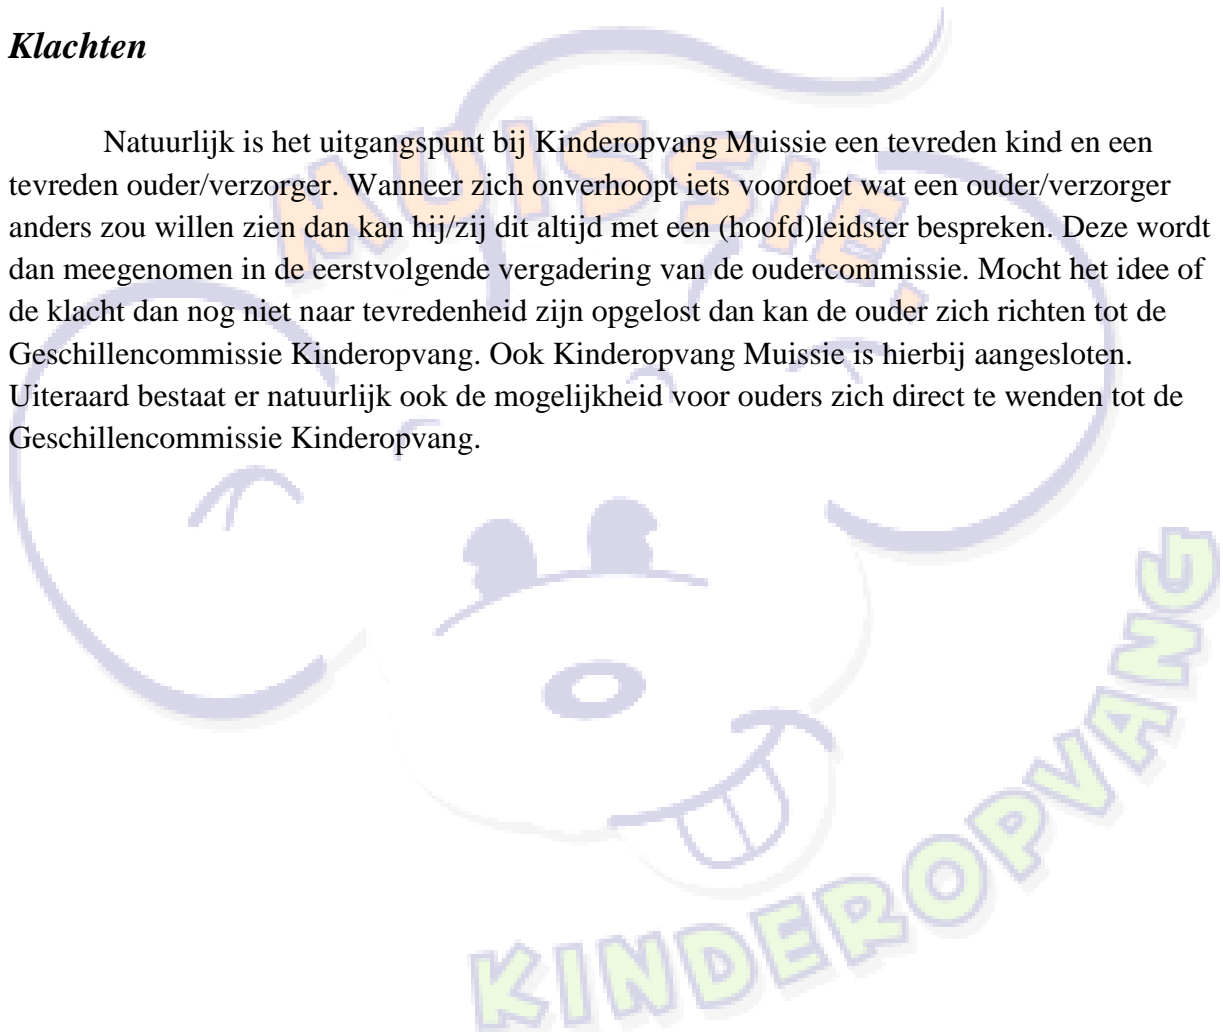 Klachten
Natuurlijk is het uitgangspunt bij Kinderopvang Muissie een tevreden kind en een
tevreden ouder/verzorger. Wanneer zich onverhoopt iets voordoet wat een ouder/verzorger
anders zou willen zien dan kan hij/zij dit altijd met een (hoofd)leidster bespreken. Deze wordt
dan meegenomen in de eerstvolgende vergadering van de oudercommissie. Mocht het idee of
de klacht dan nog niet naar tevredenheid zijn opgelost dan kan de ouder zich richten tot de
Geschillencommissie Kinderopvang. Ook Kinderopvang Muissie is hierbij aangesloten.
Uiteraard bestaat er natuurlijk ook de mogelijkheid voor ouders zich direct te wenden tot de
Geschillencommissie Kinderopvang.
MUISSIE,
KINDEROPVANG